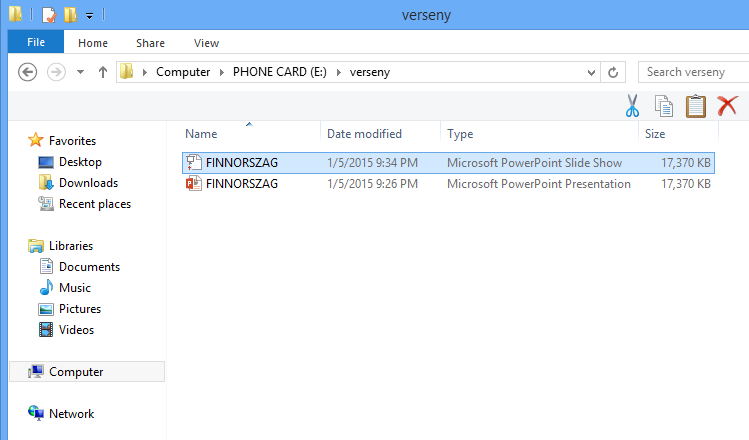 verseny
File Home Share View
Computer PHONE CARD (E:) verseny Search verseny
Name Date modified Type Size
Favorites
Desktop
Downloads
Recent places
Libraries
Documents
Music
Pictures
Videos
Computer
Network
FINNORSZAG 1/5/2015 9:34 PM Microsoft PowerPoint Slide Show 17,370 KB
FINNORSZAG 1/5/2015 9:26 PM Microsoft PowerPoint Presentation 17,370 KB